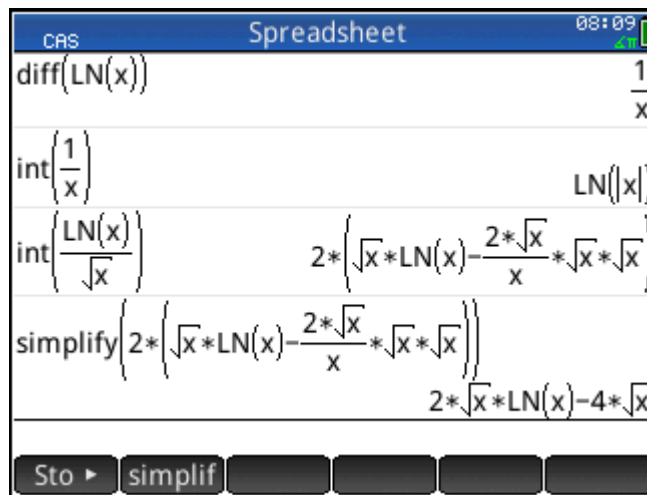 CAS Spreadsheet 08:09
∡π
diff(LN(x))
1/x
int(1/x)
LN(|x|)
int(LN(x)/√x)
2*(√x*LN(x)-2*√x/x*√x*√x)
simplify(2*(√x*LN(x)-2*√x/x*√x*√x))
2*√x*LN(x)-4*√x
Sto ▸ simplif